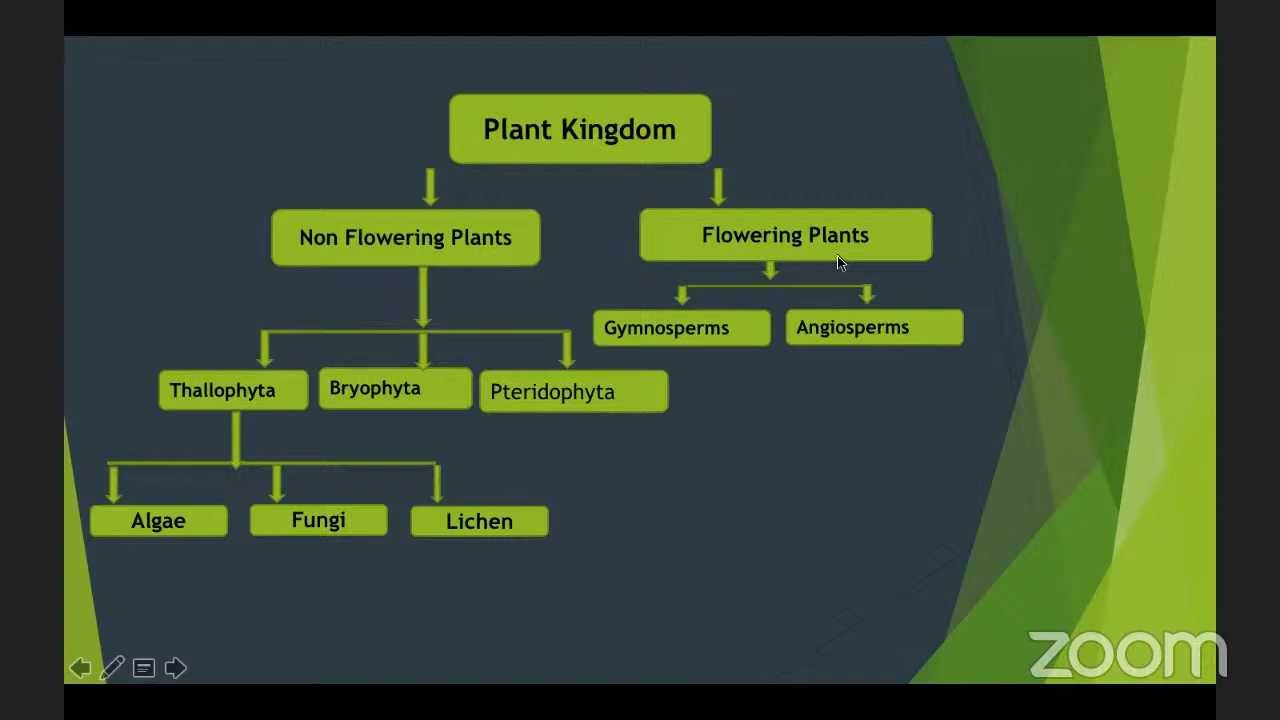 Plant Kingdom
Non Flowering Plants
Flowering Plants
Gymnosperms
Angiosperms
Thallophyta
Bryophyta
Pteridophyta
Algae
Fungi
Lichen
zoom